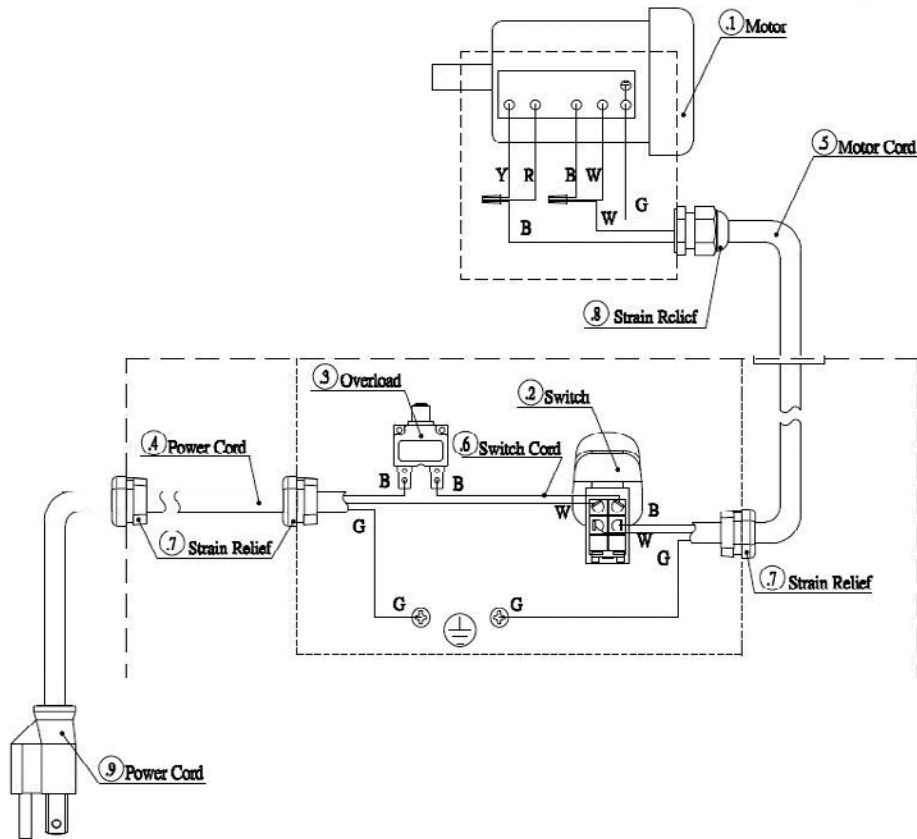 .1 Motor
Y R B W
G
W
B
.5 Motor Cord
.8 Strain Relief
.3 Overload
.2 Switch
.4 Power Cord
.6 Switch Cord
B B
W B
G
W
G
.7 Strain Relief
.7 Strain Relief
G G
.9 Power Cord